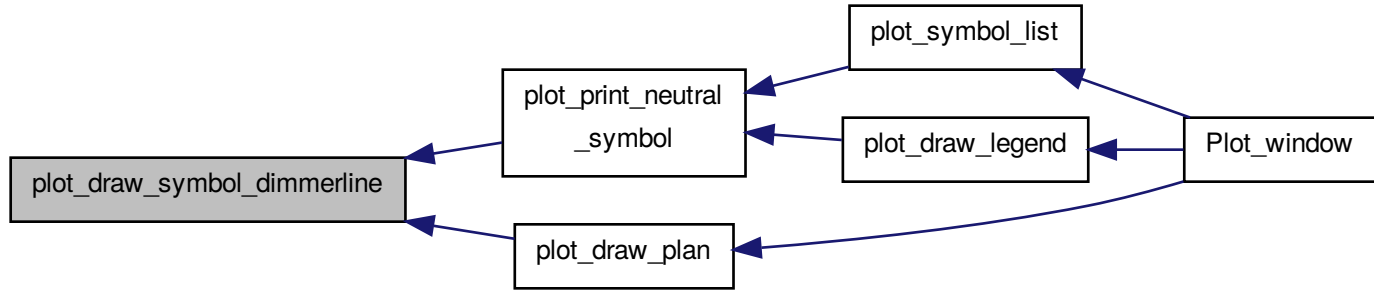 plot_draw_symbol_dimmerline
plot_print_neutral
_symbol
plot_draw_plan
plot_symbol_list
plot_draw_legend
Plot_window